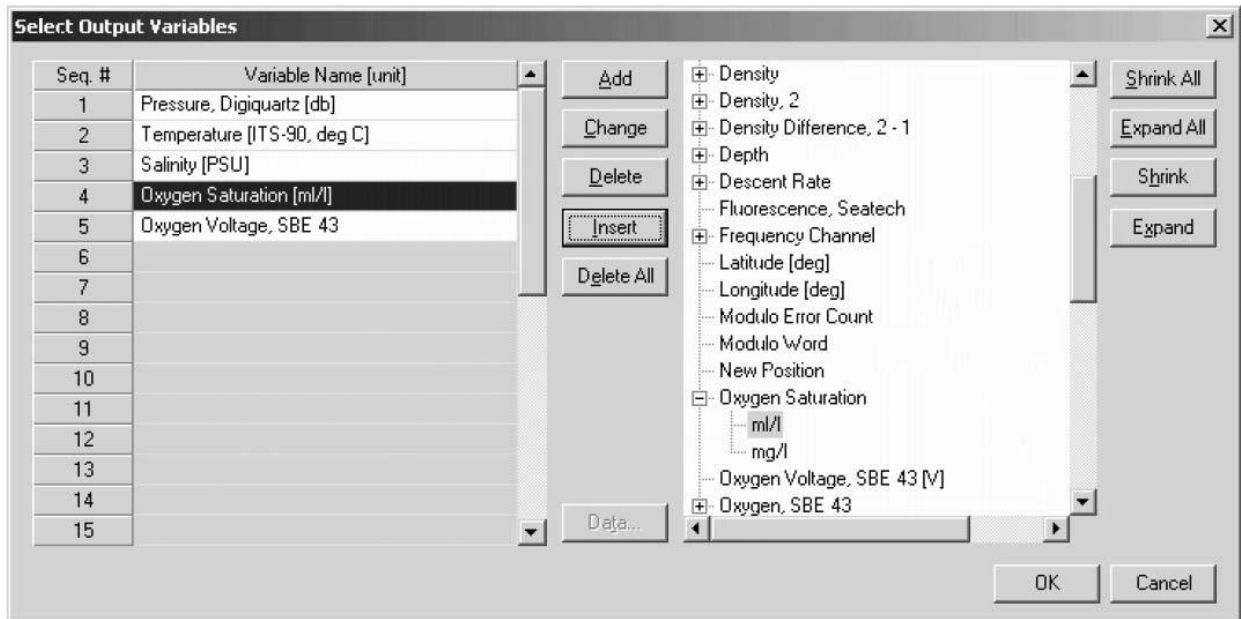 Select Output Variables
Seq. # Variable Name [unit]
1 Pressure, Digiquartz [db]
2 Temperature [ITS-90, deg C]
3 Salinity [PSU]
4 Oxygen Saturation [ml/l]
5 Oxygen Voltage, SBE 43
6
7
8
9
10
11
12
13
14
15
Add
Change
Delete
Insert
Delete All
Data...
Density
Density, 2
Density Difference, 2 - 1
Depth
Descent Rate
Fluorescence, Seatech
Frequency Channel
Latitude [deg]
Longitude [deg]
Modulo Error Count
Modulo Word
New Position
Oxygen Saturation
ml/l
mg/l
Oxygen Voltage, SBE 43 [V]
Oxygen, SBE 43
Shrink All
Expand All
Shrink
Expand
OK Cancel